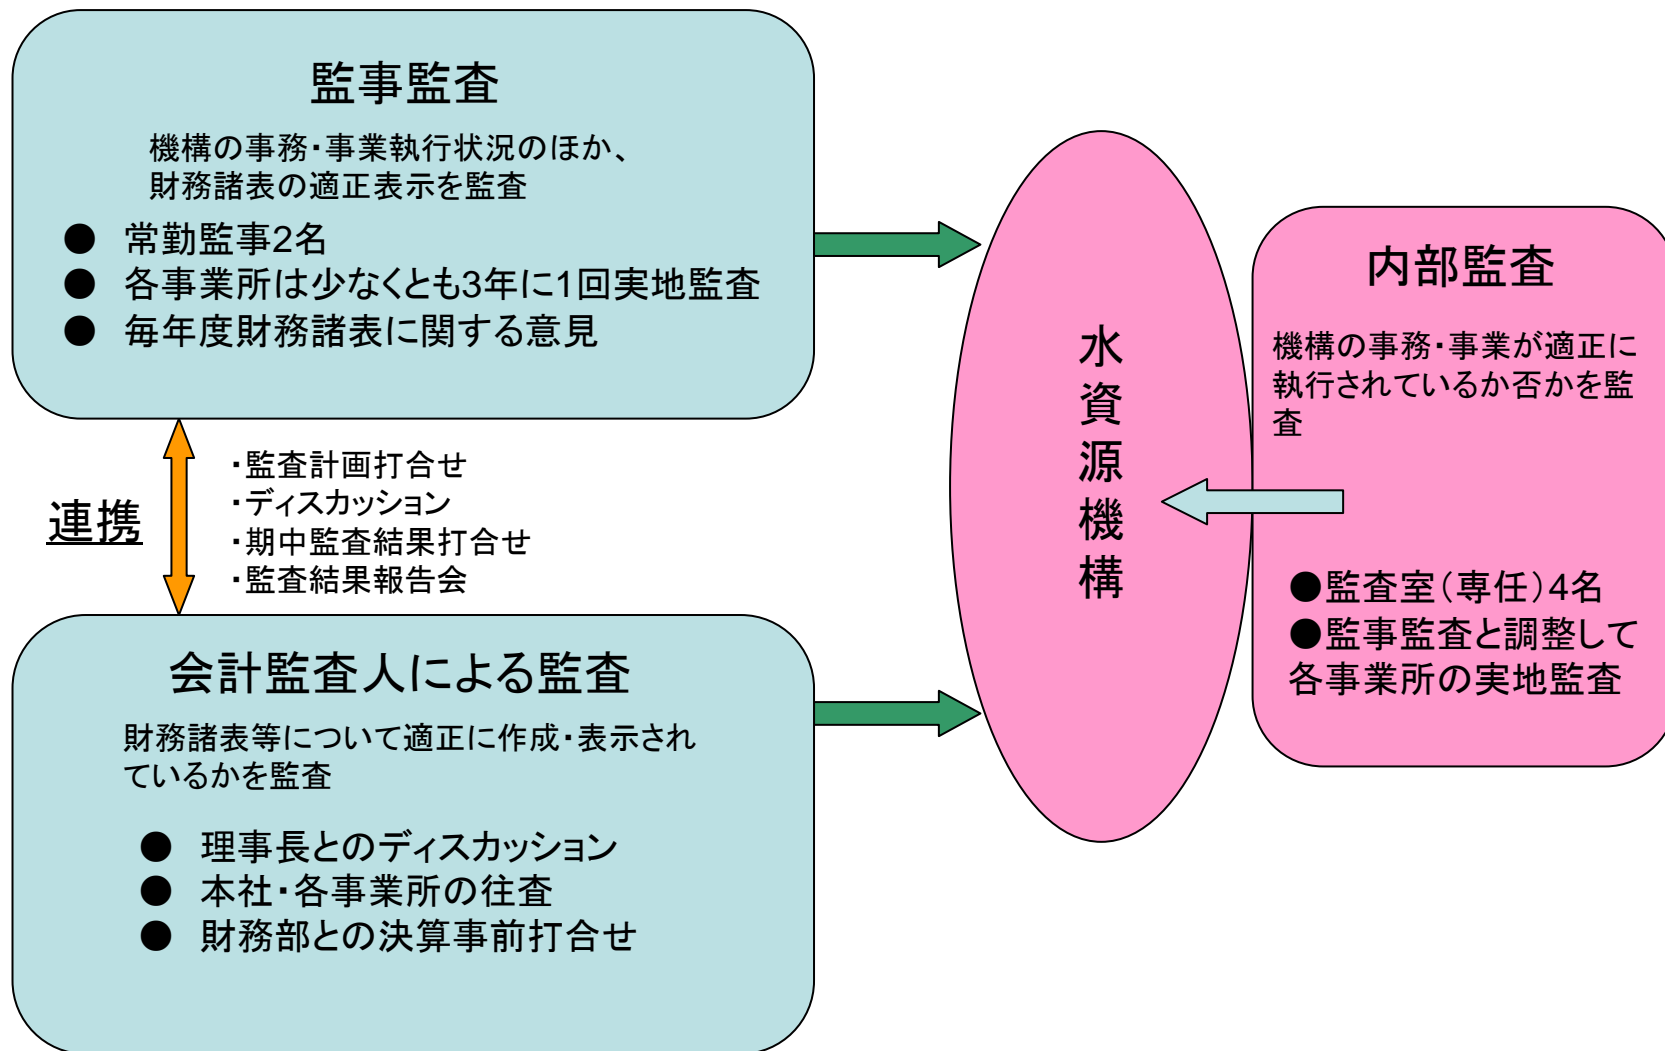 監事監査
機構の事務・事業執行状況のほか、
財務諸表の適正表示を監査
● 常勤監事2名
● 各事業所は少なくとも3年に1回実地監査
● 毎年度財務諸表に関する意見
連携
・監査計画打合せ
・ディスカッション
・期中監査結果打合せ
・監査結果報告会
会計監査人による監査
財務諸表等について適正に作成・表示され
ているかを監査
● 理事長とのディスカッション
● 本社・各事業所の往査
● 財務部との決算事前打合せ
水資源機構
内部監査
機構の事務・事業が適正に
執行されているか否かを監
査
●監査室（専任）4名
●監事監査と調整して
各事業所の実地監査